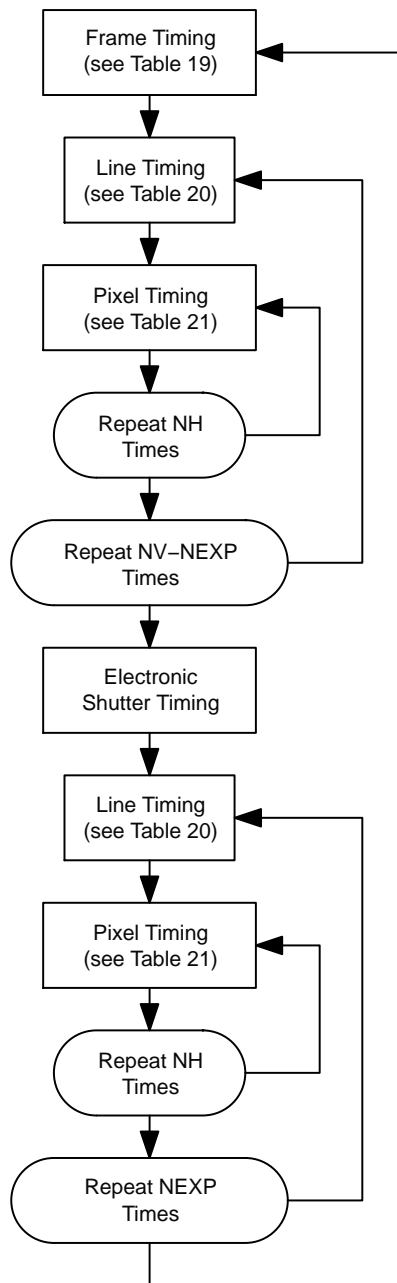 Frame Timing
(see Table 19)
Line Timing
(see Table 20)
Pixel Timing
(see Table 21)
Repeat NH
Times
Repeat NV−NEXP
Times
Electronic
Shutter Timing
Line Timing
(see Table 20)
Pixel Timing
(see Table 21)
Repeat NH
Times
Repeat NEXP
Times